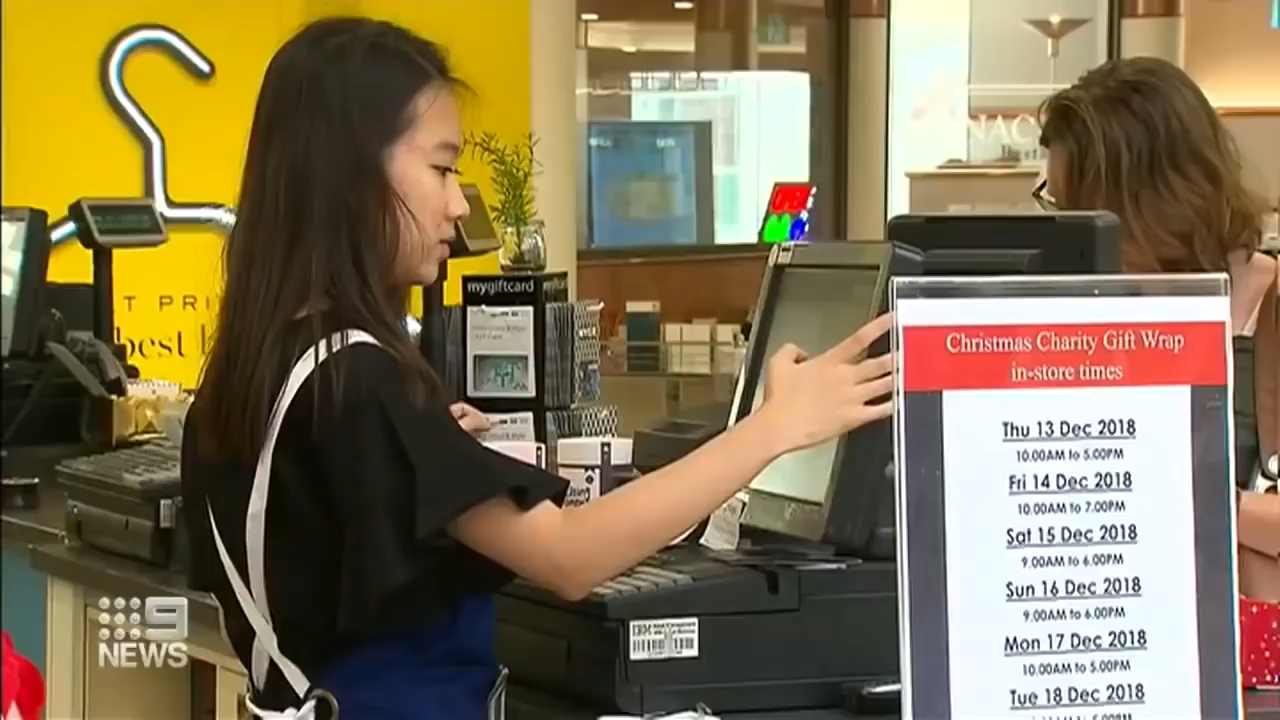 T PRI
best
mygiftcard
NAC
IBM
Christmas Charity Gift Wrap
in-store times
Thu 13 Dec 2018
10.00AM to 5.00PM
Fri 14 Dec 2018
10.00AM to 7.00PM
Sat 15 Dec 2018
9.00AM to 6.00PM
Sun 16 Dec 2018
9.00AM to 6.00PM
Mon 17 Dec 2018
10.00AM to 5.00PM
Tue 18 Dec 2018
9
NEWS